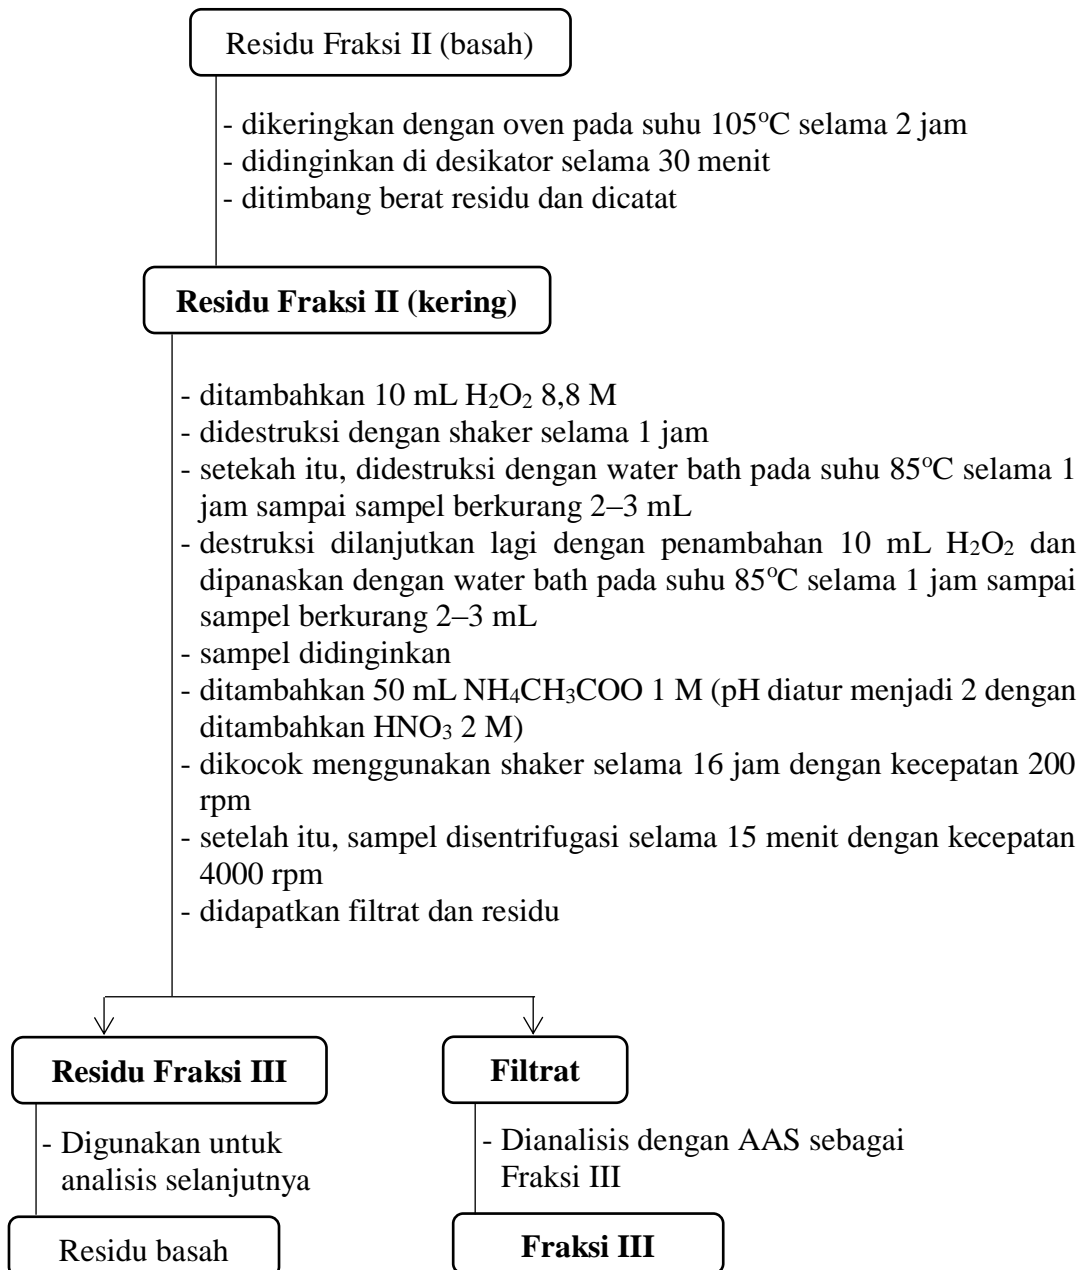 Residu Fraksi II (basah)
- dikeringkan dengan oven pada suhu 105°C selama 2 jam
- didinginkan di desikator selama 30 menit
- ditimbang berat residu dan dicatat
Residu Fraksi II (kering)
- ditambahkan 10 mL H₂O₂ 8,8 M
- didestruksi dengan shaker selama 1 jam
- setekah itu, didestruksi dengan water bath pada suhu 85°C selama 1
jam sampai sampel berkurang 2–3 mL
- destruksi dilanjutkan lagi dengan penambahan 10 mL H₂O₂ dan
dipanaskan dengan water bath pada suhu 85°C selama 1 jam sampai
sampel berkurang 2–3 mL
- sampel didinginkan
- ditambahkan 50 mL NH₄CH₃COO 1 M (pH diatur menjadi 2 dengan
ditambahkan HNO₃ 2 M)
- dikocok menggunakan shaker selama 16 jam dengan kecepatan 200
rpm
- setelah itu, sampel disentrifugasi selama 15 menit dengan kecepatan
4000 rpm
- didapatkan filtrat dan residu
Residu Fraksi III
- Digunakan untuk
analisis selanjutnya
Residu basah
Filtrat
- Dianalisis dengan AAS sebagai
Fraksi III
Fraksi III